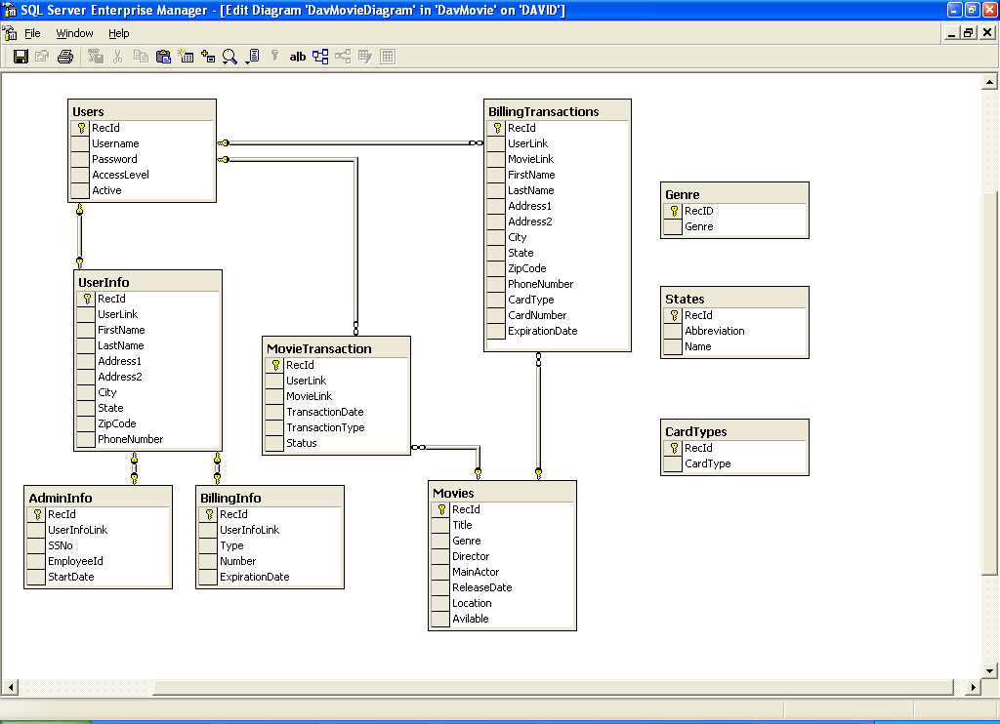 SQL Server Enterprise Manager - [Edit Diagram 'DavMovieDiagram' in 'DavMovie' on 'DAVID']
File Window Help
a|b
Users
RecId
Username
Password
AccessLevel
Active
BillingTransactions
RecId
UserLink
MovieLink
FirstName
LastName
Address1
Address2
City
State
ZipCode
PhoneNumber
CardType
CardNumber
ExpirationDate
Genre
RecID
Genre
States
RecId
Abbreviation
Name
CardTypes
RecId
CardType
UserInfo
RecId
UserLink
FirstName
LastName
Address1
Address2
City
State
ZipCode
PhoneNumber
MovieTransaction
RecId
UserLink
MovieLink
TransactionDate
TransactionType
Status
AdminInfo
RecId
UserInfoLink
SSNo
EmployeeId
StartDate
BillingInfo
RecId
UserInfoLink
Type
Number
ExpirationDate
Movies
RecId
Title
Genre
Director
MainActor
ReleaseDate
Location
Avilable